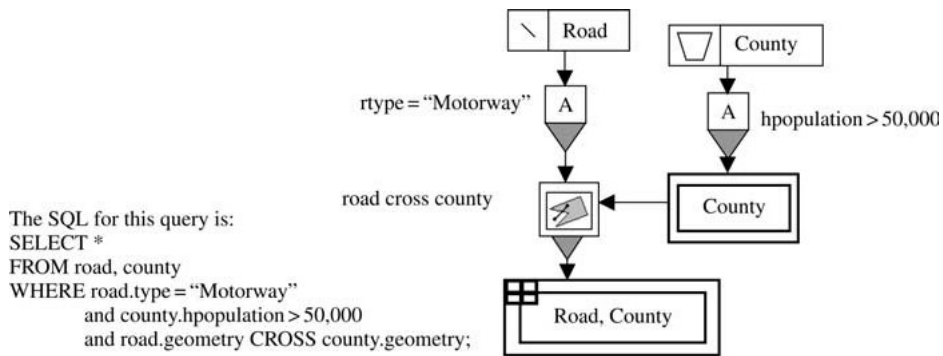 Road
County
rtype = “Motorway”
A
A
hpopulation > 50,000
road cross county
County
The SQL for this query is:
SELECT *
FROM road, county
WHERE road.type = “Motorway”
and county.hpopulation > 50,000
and road.geometry CROSS county.geometry;
Road, County